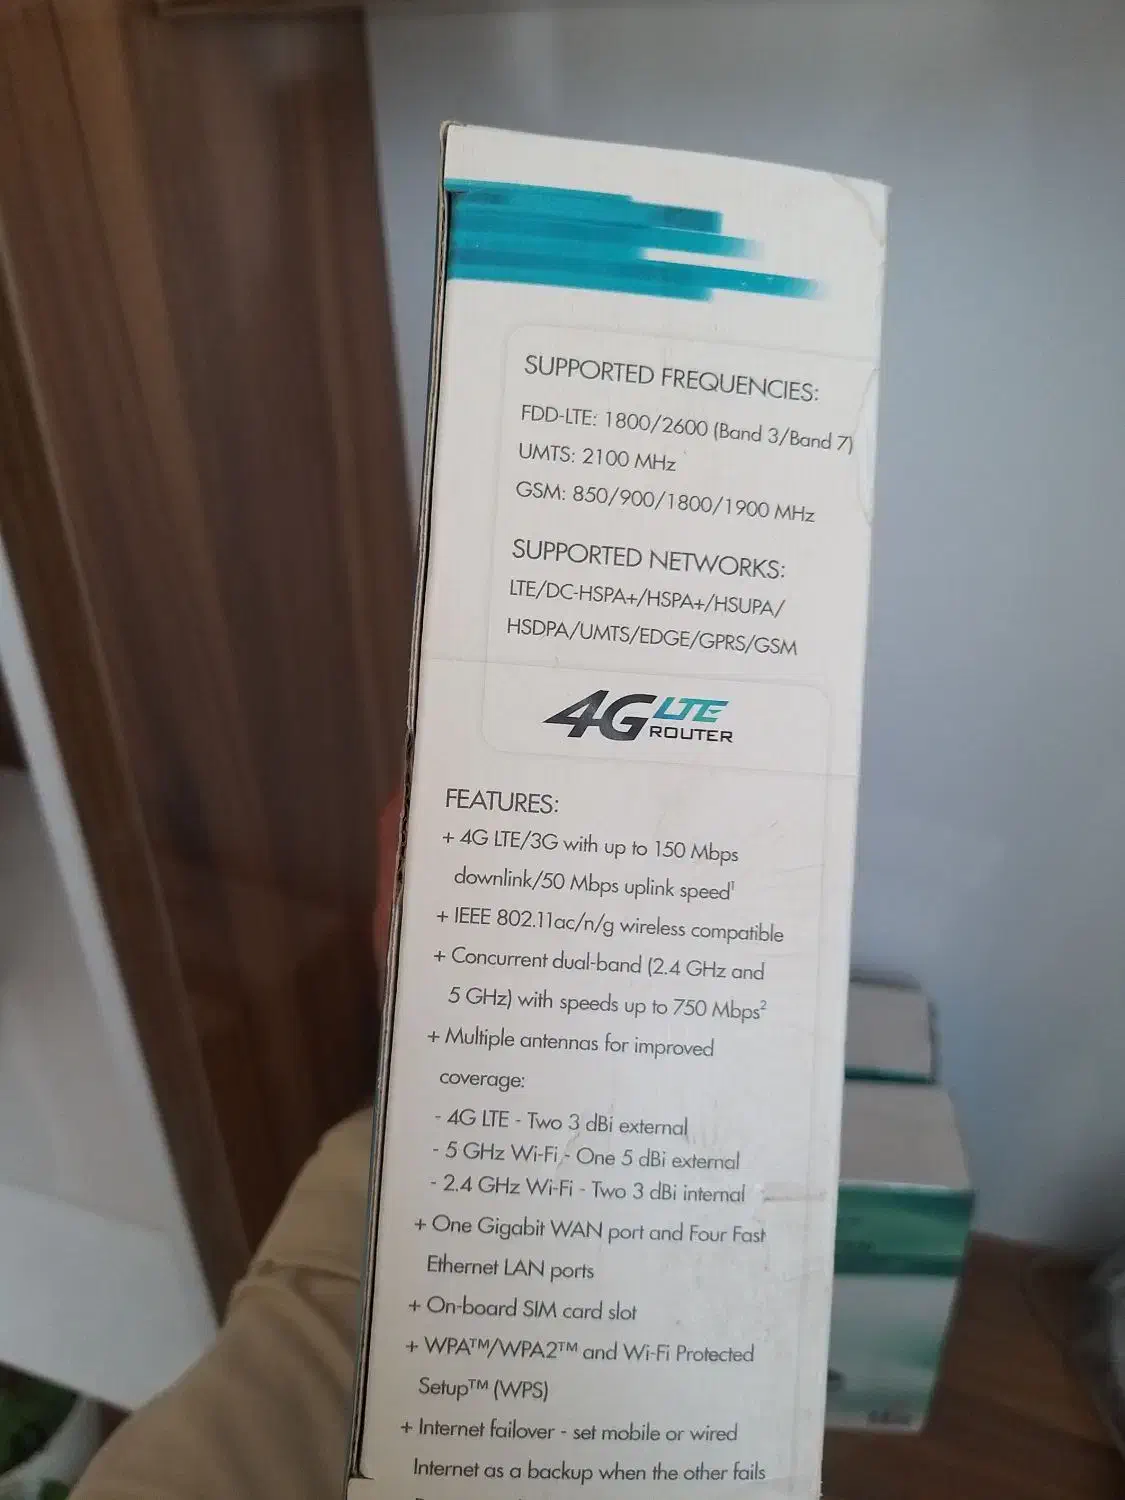 SUPPORTED FREQUENCIES:
FDD-LTE: 1800/2600 (Band 3/Band 7)
UMTS: 2100 MHz
GSM: 850/900/1800/1900 MHz
SUPPORTED NETWORKS:
LTE/DC-HSPA+/HSPA+/HSUPA/
HSDPA/UMTS/EDGE/GPRS/GSM
4G LTE
ROUTER
FEATURES:
+ 4G LTE/3G with up to 150 Mbps
downlink/50 Mbps uplink speed¹
+ IEEE 802.11ac/n/g wireless compatible
+ Concurrent dual-band (2.4 GHz and
5 GHz) with speeds up to 750 Mbps²
+ Multiple antennas for improved
coverage:
- 4G LTE - Two 3 dBi external
- 5 GHz Wi-Fi - One 5 dBi external
- 2.4 GHz Wi-Fi - Two 3 dBi internal
+ One Gigabit WAN port and Four Fast
Ethernet LAN ports
+ On-board SIM card slot
+ WPA™/WPA2™ and Wi-Fi Protected
Setup™ (WPS)
+ Internet failover - set mobile or wired
Internet as a backup when the other fails